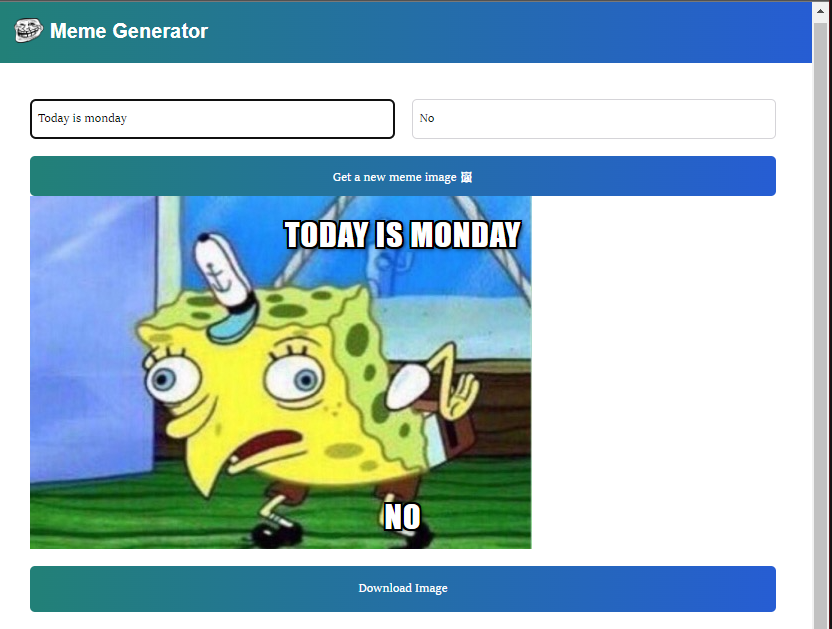 Meme Generator
Today is monday
No
Get a new meme image 🖼
TODAY IS MONDAY
NO
Download Image